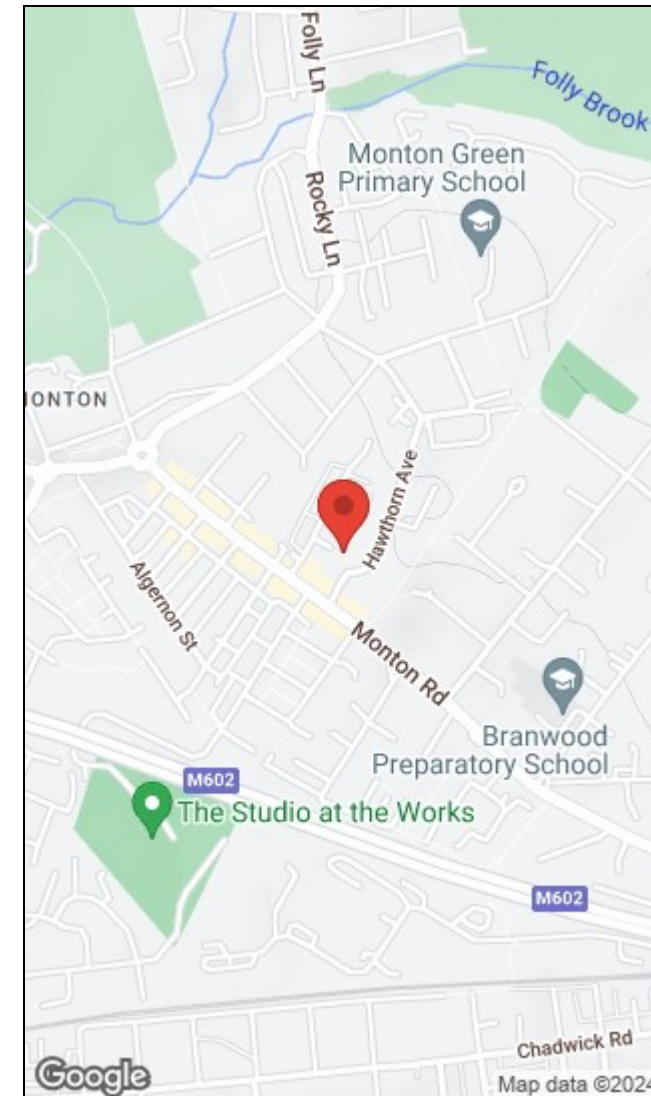 Folly Ln
Folly Brook
Monton Green
Primary School
Rocky Ln
IONTON
Hawthorn Ave
Algernon St
Monton Rd
Branwood
Preparatory School
M602
The Studio at the Works
M602
Chadwick Rd
Google
Map data ©2024